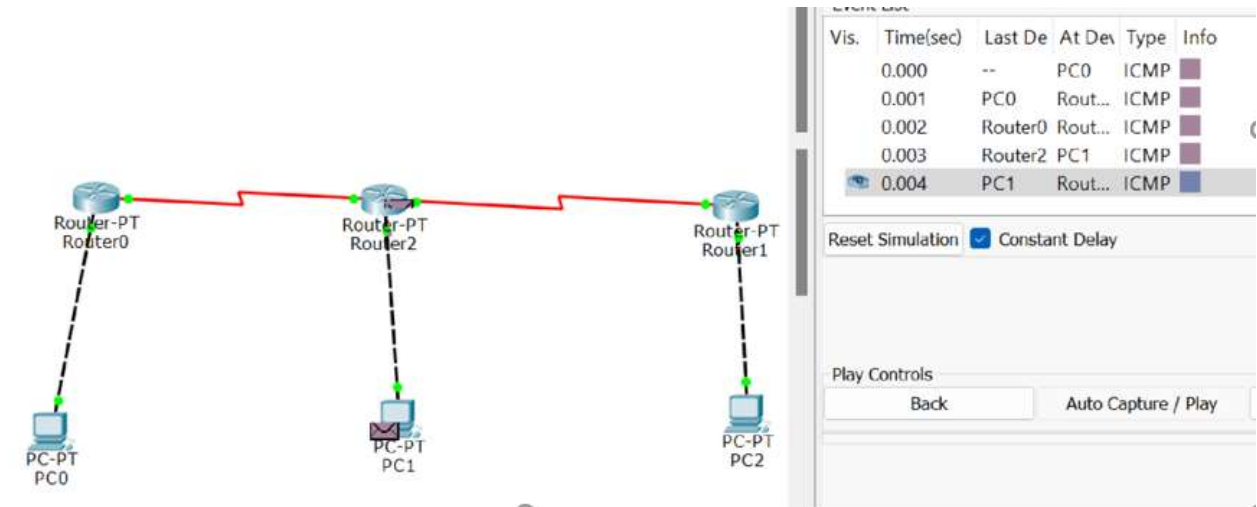 Event List
Vis. Time(sec) Last De At Dev Type Info
0.000 -- PC0 ICMP
0.001 PC0 Rout... ICMP
0.002 Router0 Rout... ICMP
0.003 Router2 PC1 ICMP
0.004 PC1 Rout... ICMP
Reset Simulation Constant Delay
Play Controls
Back Auto Capture / Play
Router-PT
Router0
Router-PT
Router2
Router-PT
Router1
PC-PT
PC0
PC-PT
PC1
PC-PT
PC2